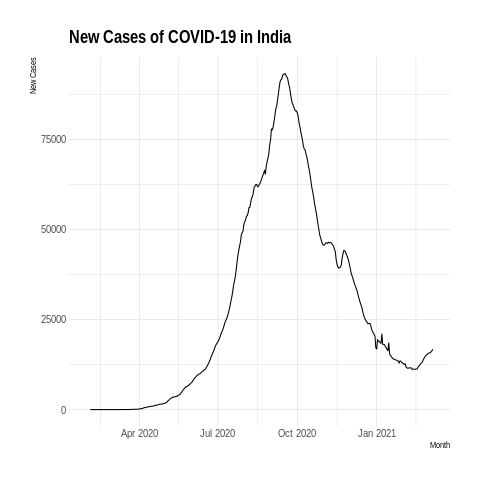 New Cases of COVID-19 in India
New Cases
75000
50000
25000
0
Apr 2020 Jul 2020 Oct 2020 Jan 2021
Month